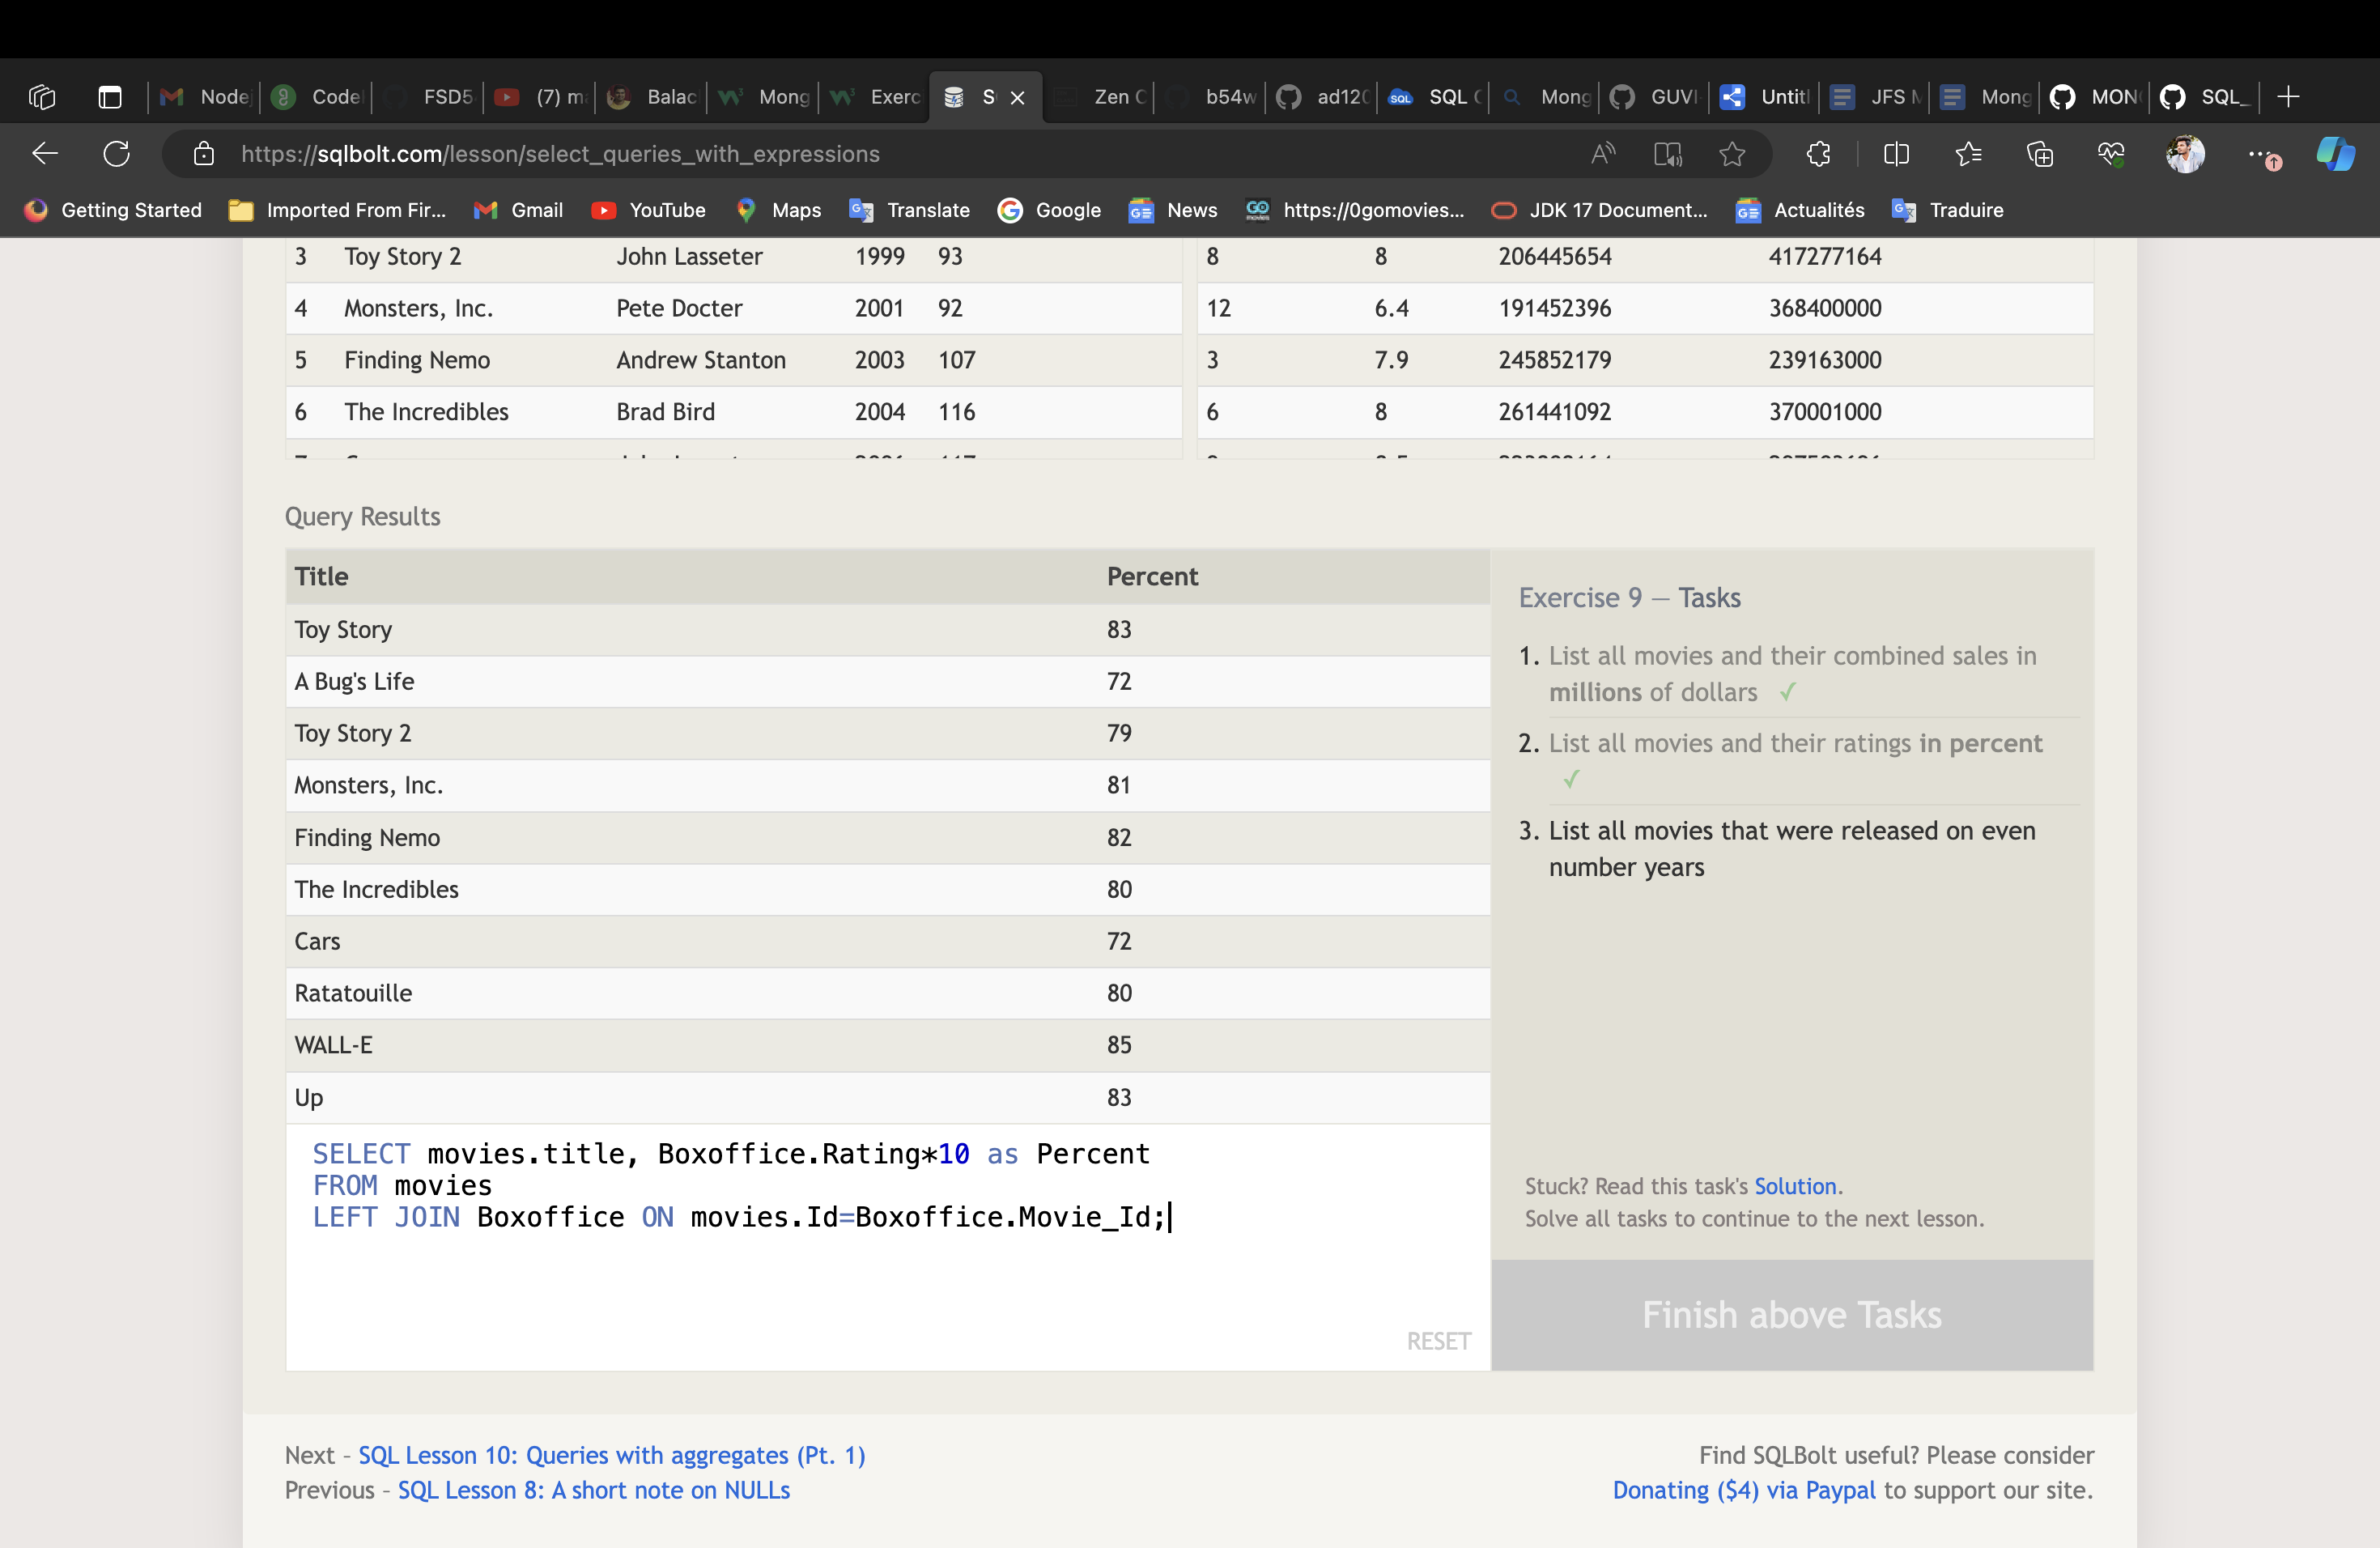 Node
Code
FSD5
(7) m
Balac
Mong
Exerc
S
Zen C
b54w
ad120
SQL
Mong
GUVI
Untitl
JFS M
Mong
MON
SQL_
https://sqlbolt.com/lesson/select_queries_with_expressions
Getting Started
Imported From Fir...
Gmail
YouTube
Maps
Translate
Google
News
https://0gomovies...
JDK 17 Document...
Actualités
Traduire
3 Toy Story 2 John Lasseter 1999 93 8 8 206445654 417277164
4 Monsters, Inc. Pete Docter 2001 92 12 6.4 191452396 368400000
5 Finding Nemo Andrew Stanton 2003 107 3 7.9 245852179 239163000
6 The Incredibles Brad Bird 2004 116 6 8 261441092 370001000
Query Results
Title Percent
Toy Story 83
A Bug's Life 72
Toy Story 2 79
Monsters, Inc. 81
Finding Nemo 82
The Incredibles 80
Cars 72
Ratatouille 80
WALL-E 85
Up 83
SELECT movies.title, Boxoffice.Rating*10 as Percent
FROM movies
LEFT JOIN Boxoffice ON movies.Id=Boxoffice.Movie_Id;
RESET
Exercise 9 — Tasks
1. List all movies and their combined sales in
millions of dollars ✓
2. List all movies and their ratings in percent
✓
3. List all movies that were released on even
number years
Stuck? Read this task's Solution.
Solve all tasks to continue to the next lesson.
Finish above Tasks
Next – SQL Lesson 10: Queries with aggregates (Pt. 1)
Previous – SQL Lesson 8: A short note on NULLs
Find SQLBolt useful? Please consider
Donating ($4) via Paypal to support our site.